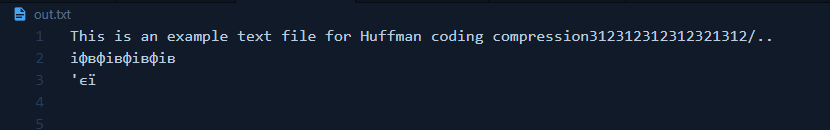 out.txt
1 This is an example text file for Huffman coding compression312312312312321312/..
2 іфвфівфівфів
3 'єї
4
5